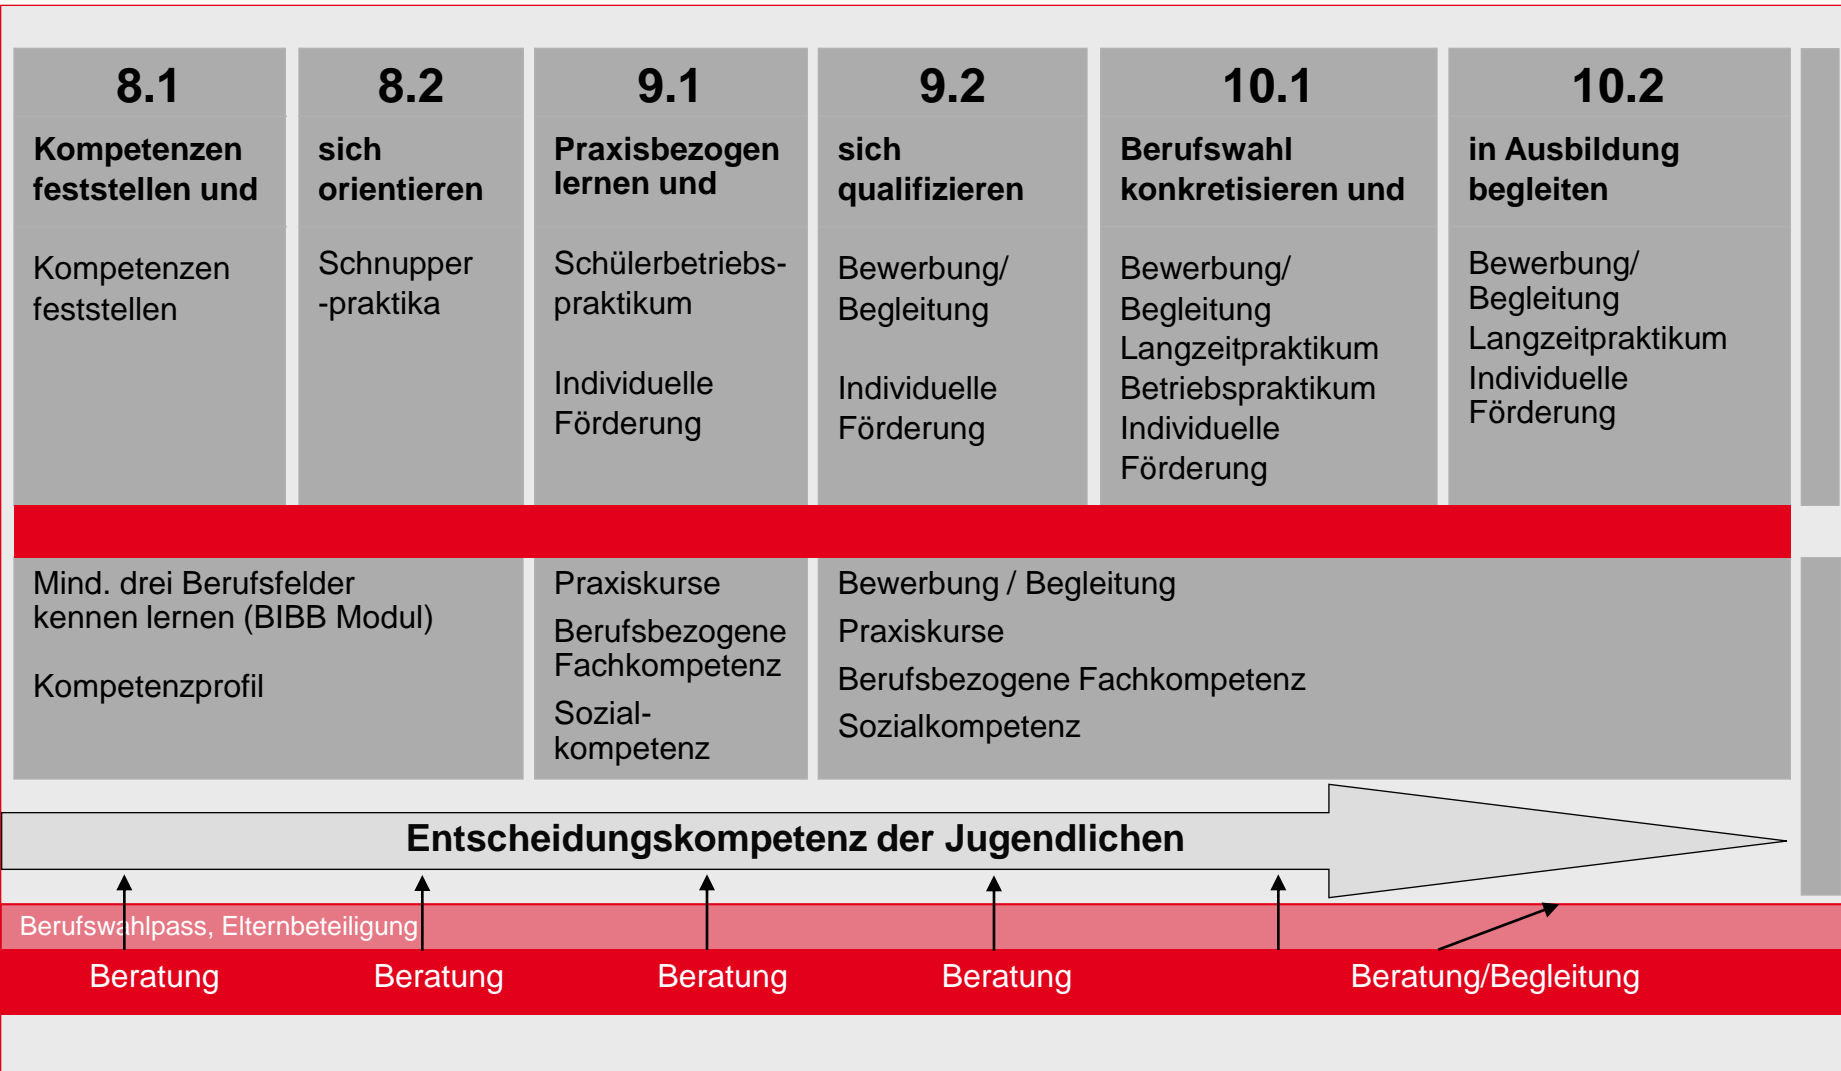 8.1
Kompetenzen
feststellen und
Kompetenzen
feststellen
8.2
sich
orientieren
Schnupper
-praktika
9.1
Praxisbezogen
lernen und
Schülerbetriebs-
praktikum
Individuelle
Förderung
9.2
sich
qualifizieren
Bewerbung/
Begleitung
Individuelle
Förderung
10.1
Berufswahl
konkretisieren und
Bewerbung/
Begleitung
Langzeitpraktikum
Betriebspraktikum
Individuelle
Förderung
10.2
in Ausbildung
begleiten
Bewerbung/
Begleitung
Langzeitpraktikum
Individuelle
Förderung
Mind. drei Berufsfelder
kennen lernen (BIBB Modul)
Kompetenzprofil
Praxiskurse
Berufsbezogene
Fachkompetenz
Sozial-
kompetenz
Bewerbung / Begleitung
Praxiskurse
Berufsbezogene Fachkompetenz
Sozialkompetenz
Entscheidungskompetenz der Jugendlichen
Berufswahlpass, Elternbeteiligung
Beratung
Beratung
Beratung
Beratung
Beratung/Begleitung